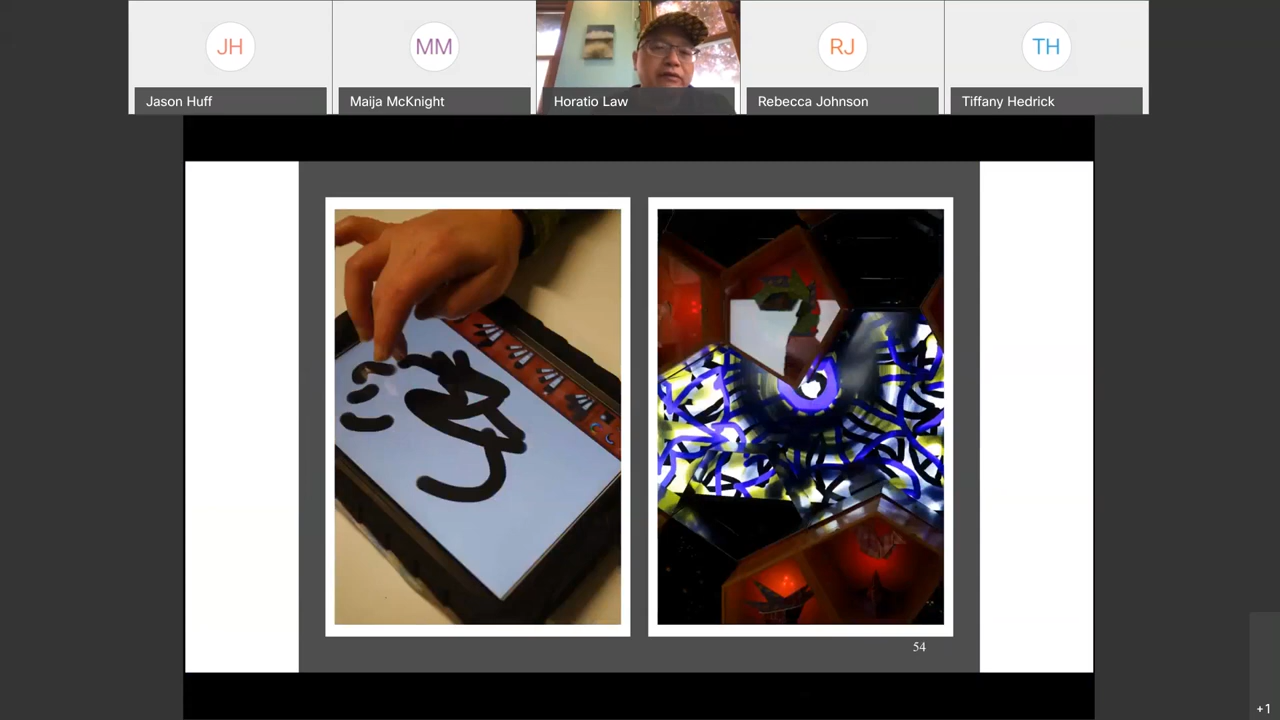 JH
MM
RJ
TH
Jason Huff
Maija McKnight
Horatio Law
Rebecca Johnson
Tiffany Hedrick
54
+1